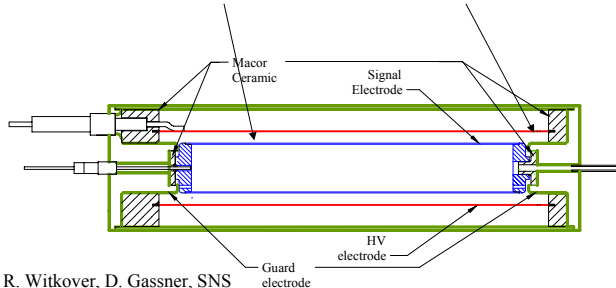 Macor
Ceramic
Signal
Electrode
HV
electrode
Guard
electrode
R. Witkover, D. Gassner, SNS